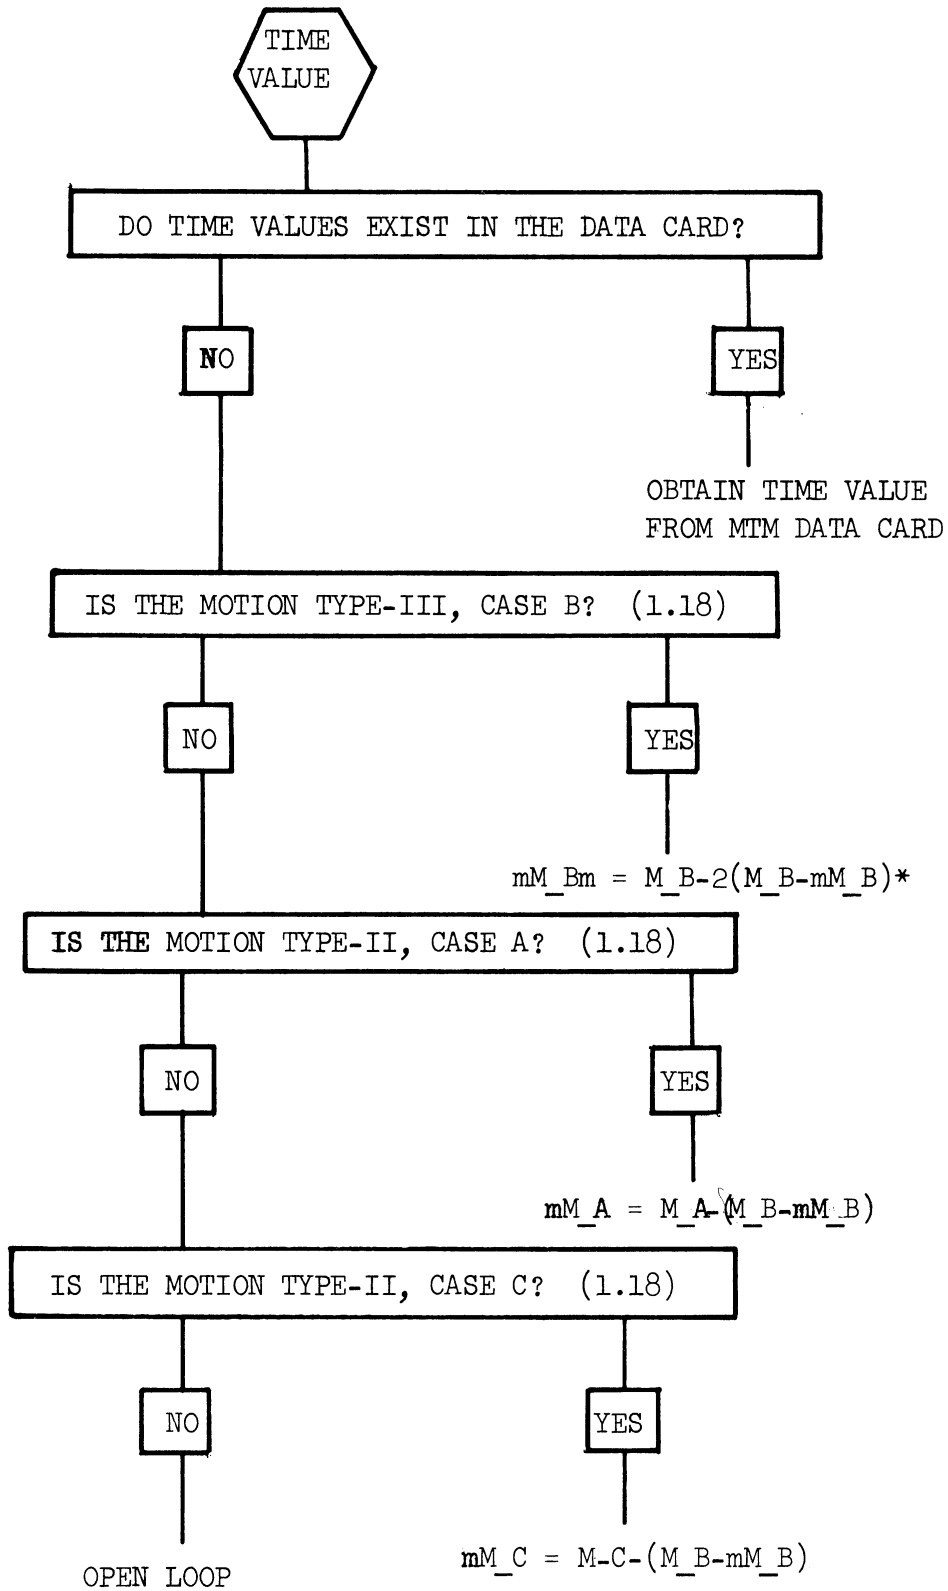 TIME
VALUE
DO TIME VALUES EXIST IN THE DATA CARD?
NO
YES
OBTAIN TIME VALUE
FROM MTM DATA CARD
IS THE MOTION TYPE-III, CASE B? (1.18)
NO
YES
mM_Bm = M_B-2(M_B-mM_B)*
IS THE MOTION TYPE-II, CASE A? (1.18)
NO
YES
mM_A = M_A-(M_B-mM_B)
IS THE MOTION TYPE-II, CASE C? (1.18)
NO
YES
mM_C = M-C-(M_B-mM_B)
OPEN LOOP